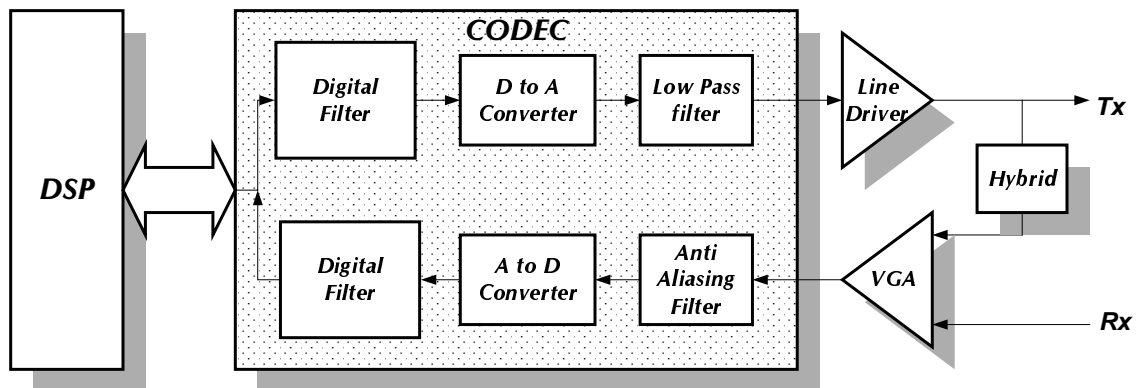 CODEC
DSP
Digital
Filter
D to A
Converter
Low Pass
filter
Line
Driver
Tx
Hybrid
Digital
Filter
A to D
Converter
Anti
Aliasing
Filter
VGA
Rx